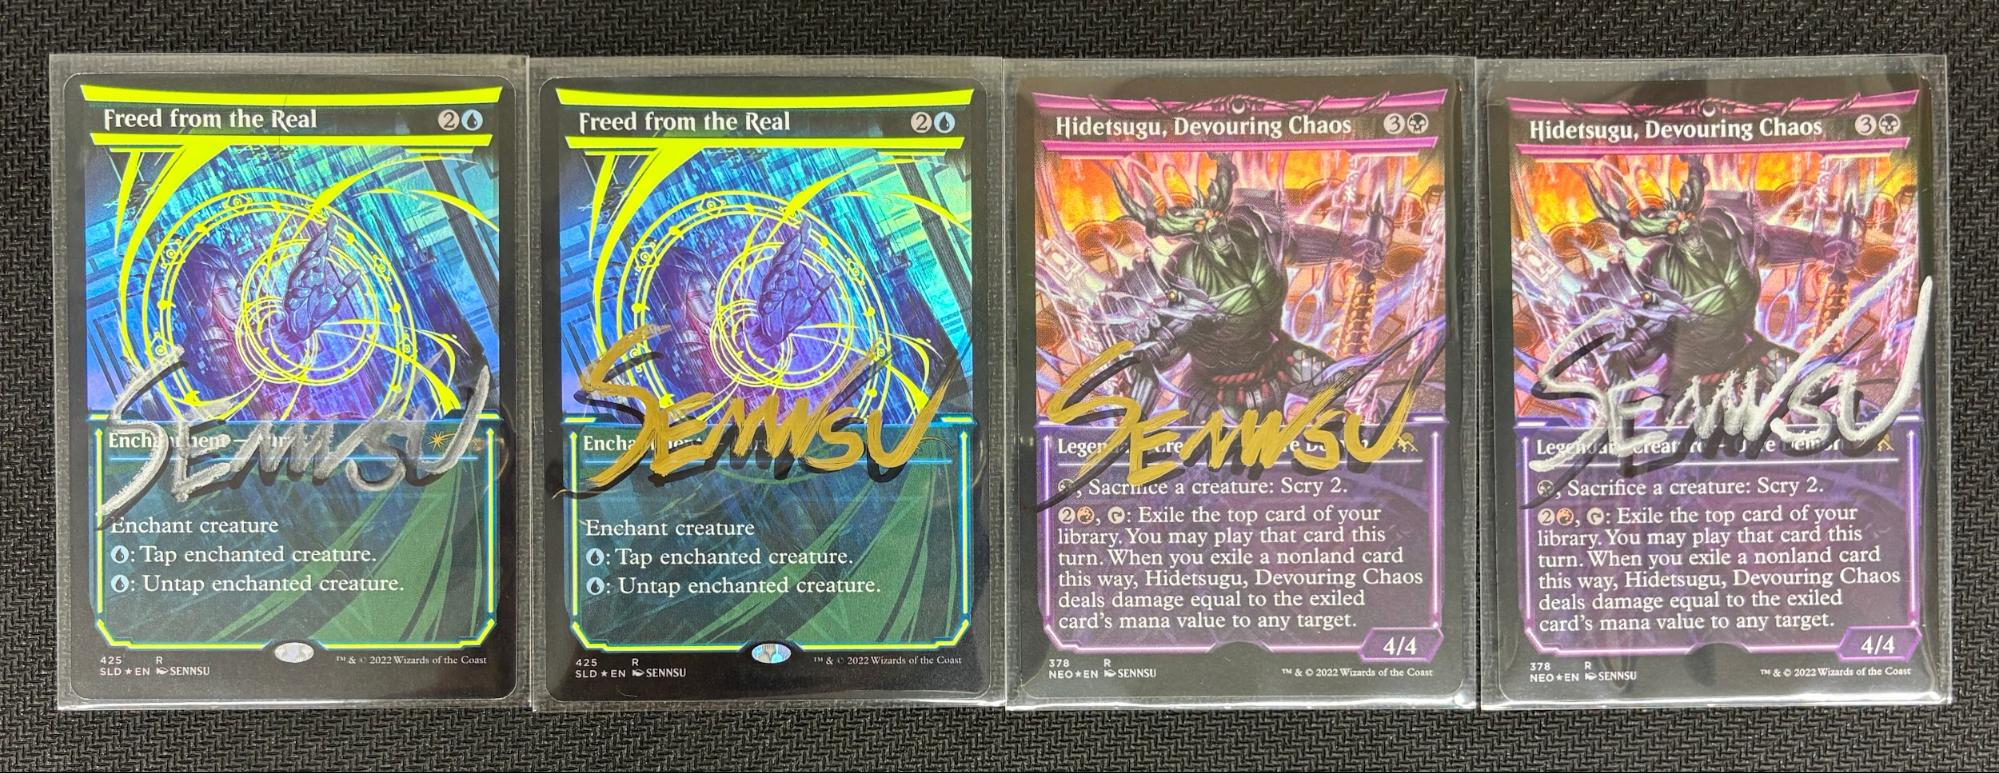 Freed from the Real 2
SENNSU
Enchant creature
: Tap enchanted creature.
: Untap enchanted creature.
425 R
SLD ★ EN SENNSU
™ & © 2022 Wizards of the Coast
Freed from the Real 2
SENNSU
Enchant creature
: Tap enchanted creature.
: Untap enchanted creature.
425 R
SLD ★ EN SENNSU
™ & © 2022 Wizards of the Coast
Hidetsugu, Devouring Chaos 3
SENNSU
, Sacrifice a creature: Scry 2.
2, : Exile the top card of your
library. You may play that card this
turn. When you exile a nonland card
this way, Hidetsugu, Devouring Chaos
deals damage equal to the exiled
card's mana value to any target.
4/4
378 R
NEO ★ EN SENNSU
™ & © 2022 Wizards of the Coast
Hidetsugu, Devouring Chaos 3
SENNSU
, Sacrifice a creature: Scry 2.
2, : Exile the top card of your
library. You may play that card this
turn. When you exile a nonland card
this way, Hidetsugu, Devouring Chaos
deals damage equal to the exiled
card's mana value to any target.
4/4
378 R
NEO ★ EN SENNSU
™ & © 2022 Wizards of the Coast